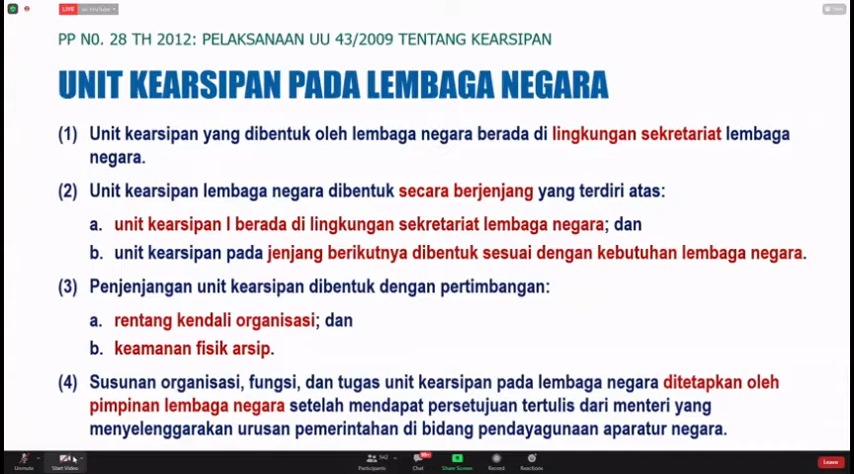 LIVE
PP N0. 28 TH 2012: PELAKSANAAN UU 43/2009 TENTANG KEARSIPAN
UNIT KEARSIPAN PADA LEMBAGA NEGARA
(1) Unit kearsipan yang dibentuk oleh lembaga negara berada di lingkungan sekretariat lembaga
negara.
(2) Unit kearsipan lembaga negara dibentuk secara berjenjang yang terdiri atas:
a. unit kearsipan I berada di lingkungan sekretariat lembaga negara; dan
b. unit kearsipan pada jenjang berikutnya dibentuk sesuai dengan kebutuhan lembaga negara.
(3) Penjenjangan unit kearsipan dibentuk dengan pertimbangan:
a. rentang kendali organisasi; dan
b. keamanan fisik arsip.
(4) Susunan organisasi, fungsi, dan tugas unit kearsipan pada lembaga negara ditetapkan oleh
pimpinan lembaga negara setelah mendapat persetujuan tertulis dari menteri yang
menyelenggarakan urusan pemerintahan di bidang pendayagunaan aparatur negara.
542 99+
Unmute Start Video Participants Chat Share Screen Record Reactions Leave